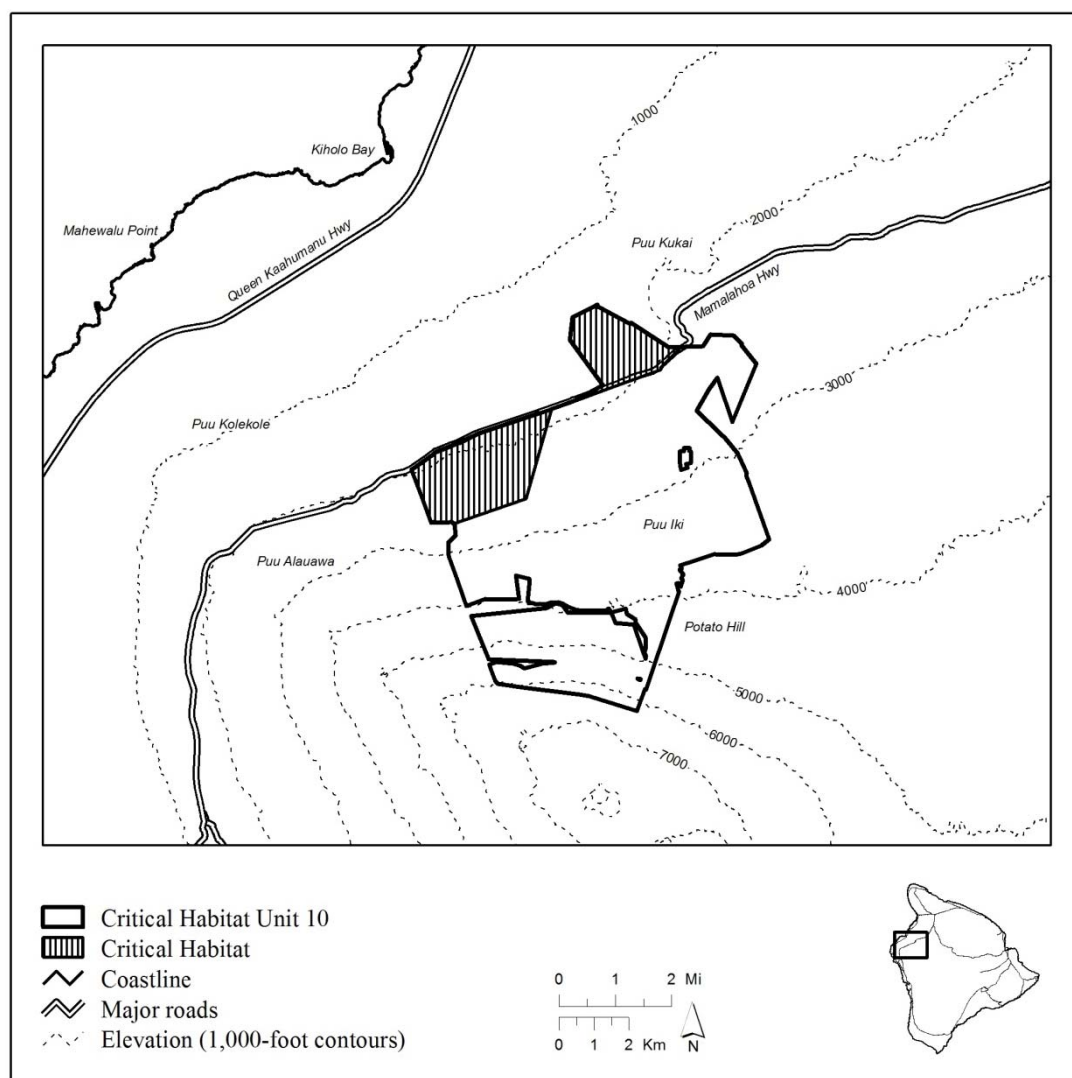 1000
Kiholo Bay
Mahewalu Point
2000
Puu Kukai
Queen Kaahumanu Hwy
Mamalahoa Hwy
3000
Puu Kolekole
Puu Iki
Puu Alauawa
4000
Potato Hill
5000
6000
7000
Critical Habitat Unit 10
Critical Habitat
Coastline
Major roads
Elevation (1,000-foot contours)
0 1 2 Mi
0 1 2 Km
N